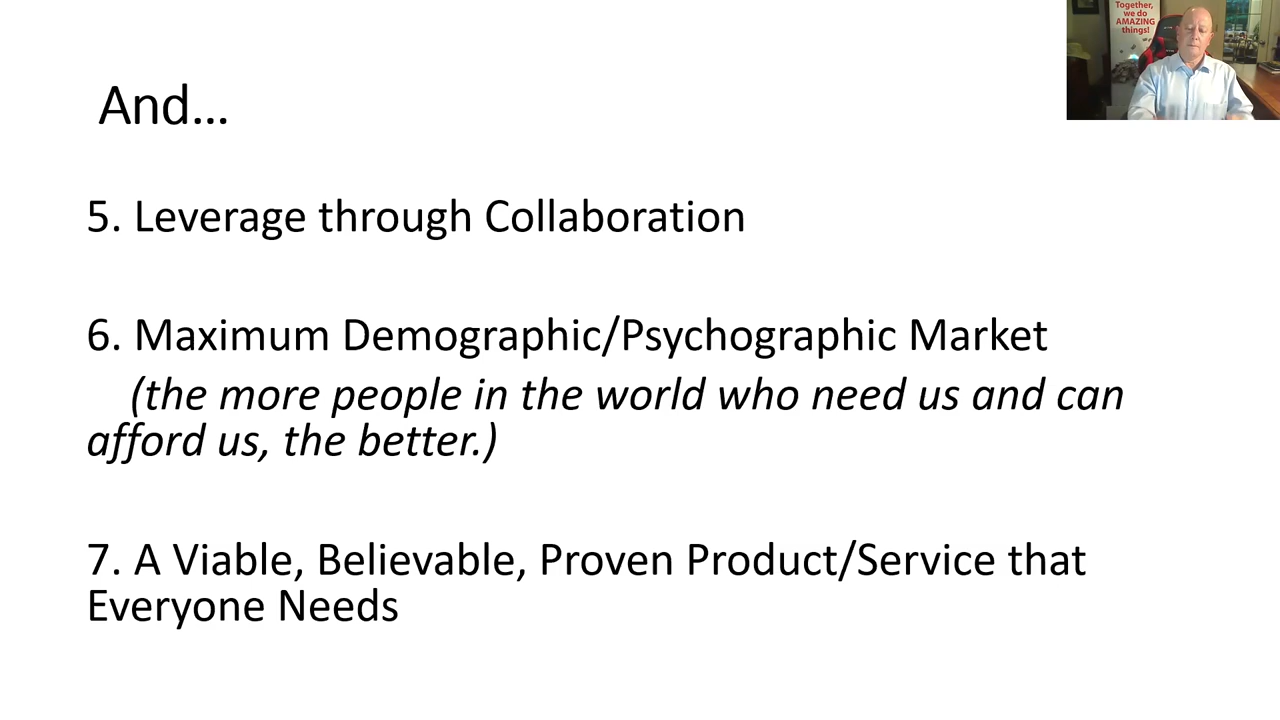 Together,
we do
AMAZING
things!
And...
5. Leverage through Collaboration
6. Maximum Demographic/Psychographic Market
(the more people in the world who need us and can
afford us, the better.)
7. A Viable, Believable, Proven Product/Service that
Everyone Needs